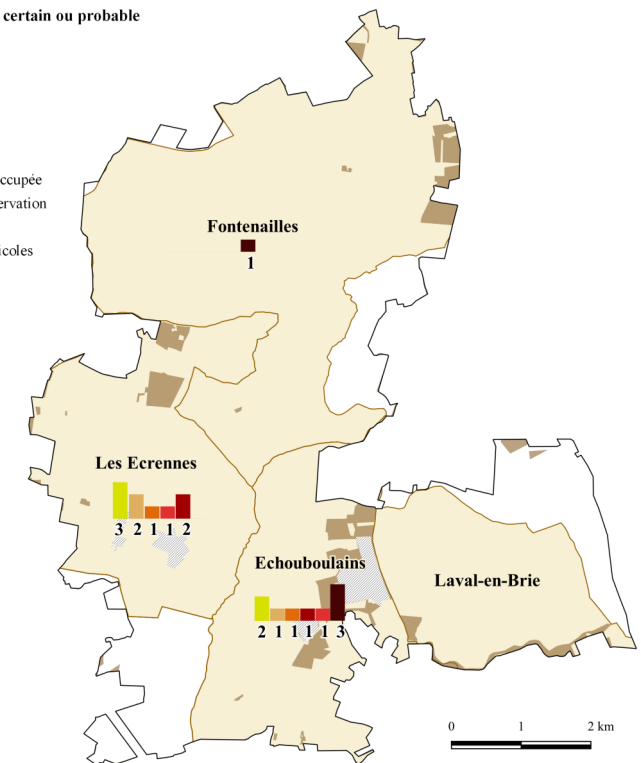 certain ou probable
ccupée
ervation
icoles
Fontenailles
1
Les Ecrennes
3 2 1 1 2
Echouboulains
2 1 1 1 1 3
Laval-en-Brie
0 1 2 km